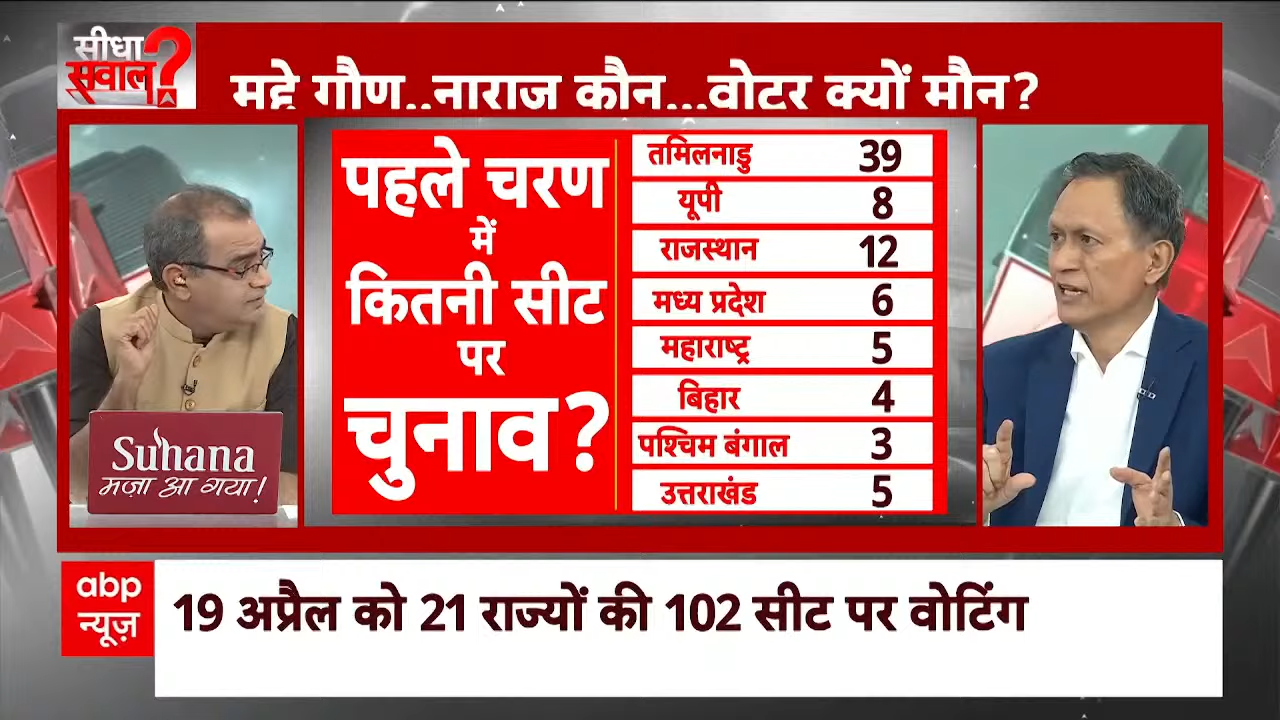 सीधा
सवाल?
मुद्दे गौण..नाराज कौन...वोटर क्यों मौन?
पहले चरण
में
कितनी सीट
पर
चुनाव?
तमिलनाडु 39
यूपी 8
राजस्थान 12
मध्य प्रदेश 6
महाराष्ट्र 5
बिहार 4
पश्चिम बंगाल 3
उत्तराखंड 5
Suhana
मज़ा आ गया!
abp
न्यूज़
19 अप्रैल को 21 राज्यों की 102 सीट पर वोटिंग